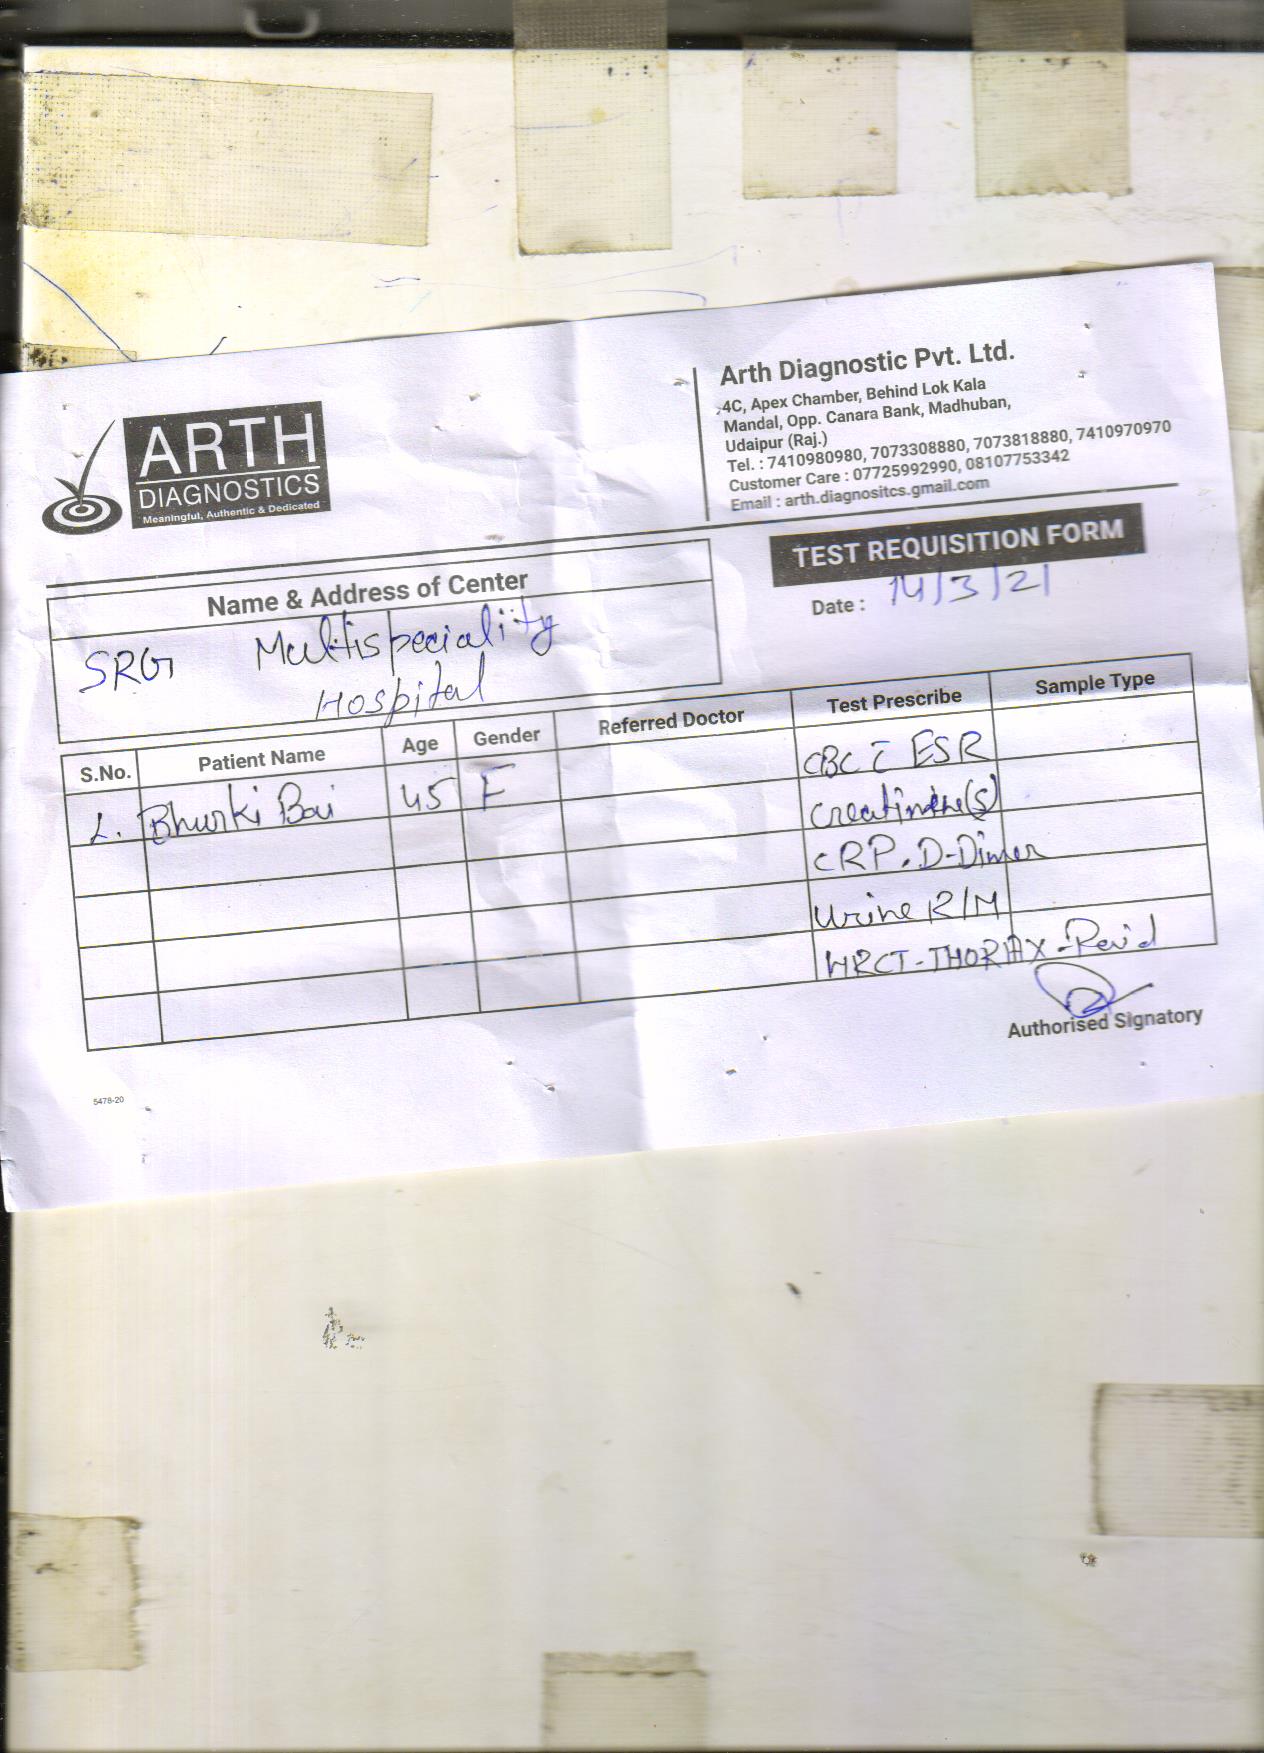 ARTH
DIAGNOSTICS
Meaningful, Authentic & Dedicated
Arth Diagnostic Pvt. Ltd.
4C, Apex Chamber, Behind Lok Kala
Mandal, Opp. Canara Bank, Madhuban,
Udaipur (Raj.)
Tel. : 7410980980, 7073308880, 7073818880, 7410970970
Customer Care : 07725992990, 08107753342
Email : arth.diagnositcs.gmail.com
TEST REQUISITION FORM
Date : 14/3/21
Name & Address of Center
SRG Multispeciality
Hospital
S.No. Patient Name Age Gender Referred Doctor Test Prescribe Sample Type
1. Bhurki Bai 45 F CBC c̄ ESR
Creatinine(s)
CRP. D-Dimer
Urine R/M
HRCT-THORAX-
Authorised Signatory
5478-20